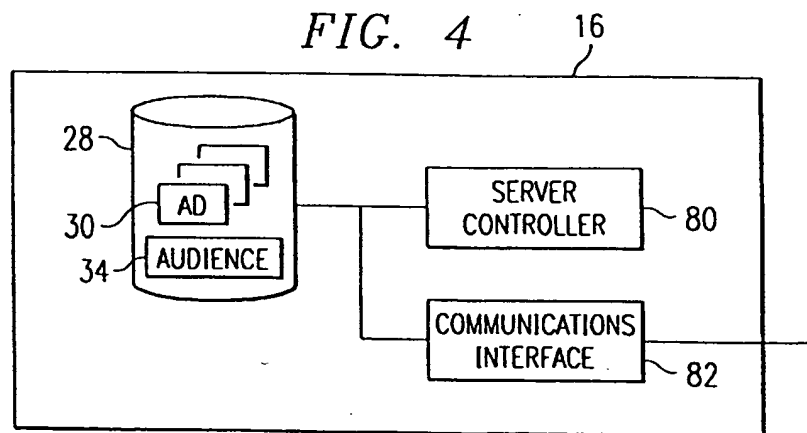 FIG. 4
16
28
AD
30
34
AUDIENCE
SERVER
CONTROLLER
80
COMMUNICATIONS
INTERFACE
82